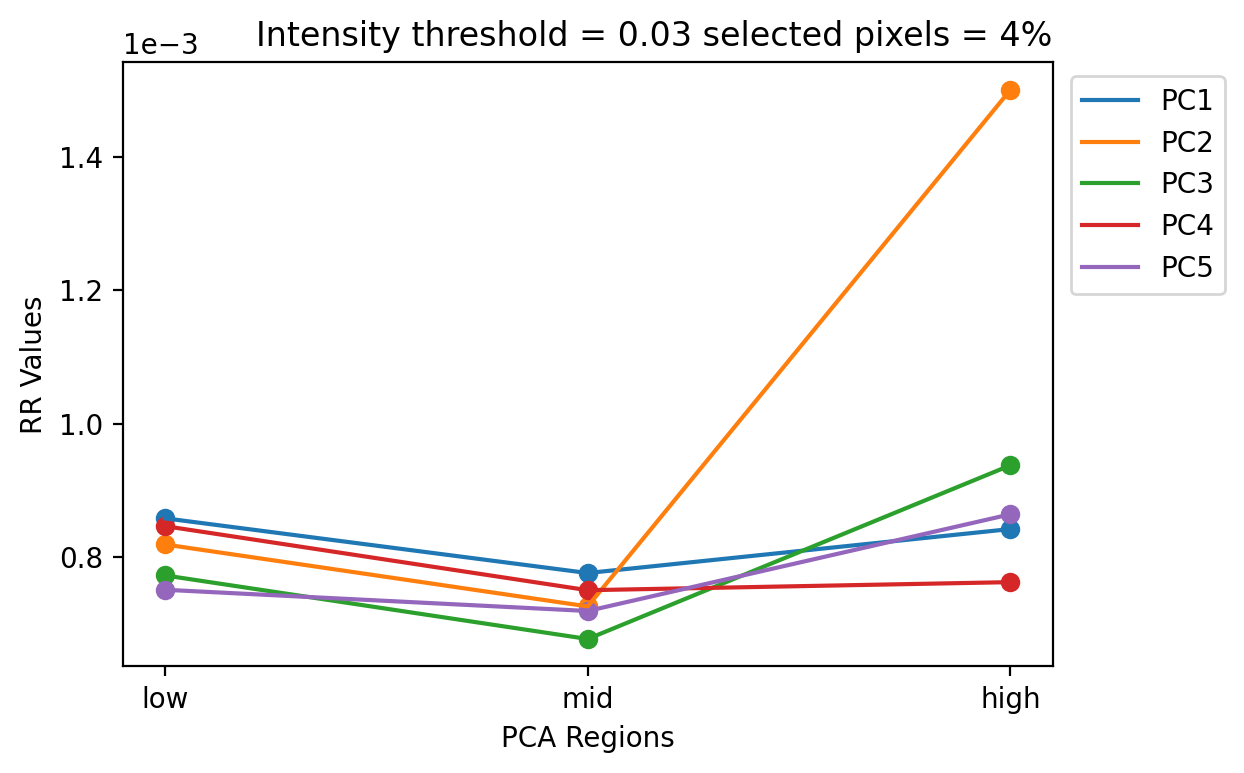 Intensity threshold = 0.03 selected pixels = 4%
1e−3
1.4
1.2
1.0
0.8
RR Values
low
mid
high
PCA Regions
PC1
PC2
PC3
PC4
PC5